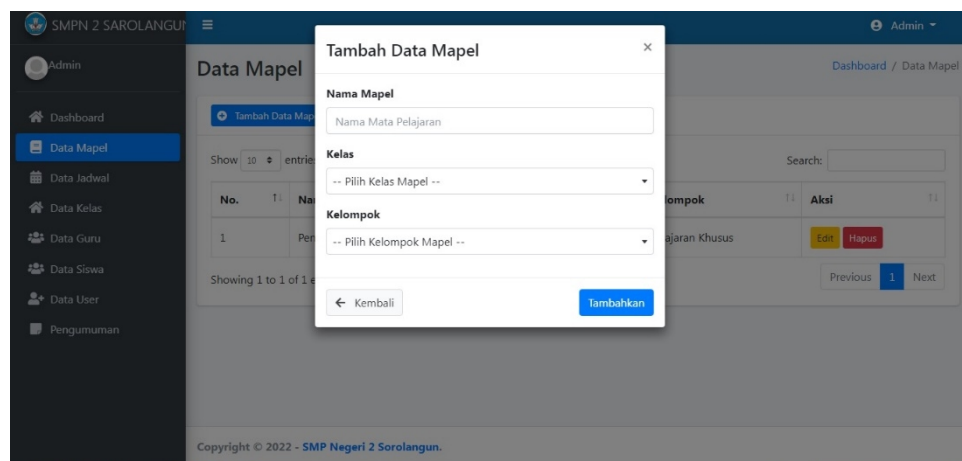 SMPN 2 SAROLANGU
Admin
Admin
Dashboard
Data Mapel
Data Jadwal
Data Kelas
Data Guru
Data Siswa
Data User
Pengumuman
Data Mapel
Dashboard / Data Mapel
Tambah Data Map
Show 10 entrie
Search:
No. Na lompok Aksi
1 Pen ajaran Khusus Edit Hapus
Showing 1 to 1 of 1 e
Previous 1 Next
Tambah Data Mapel ×
Nama Mapel
Nama Mata Pelajaran
Kelas
-- Pilih Kelas Mapel --
Kelompok
-- Pilih Kelompok Mapel --
Kembali Tambahkan
Copyright © 2022 - SMP Negeri 2 Sorolangun.